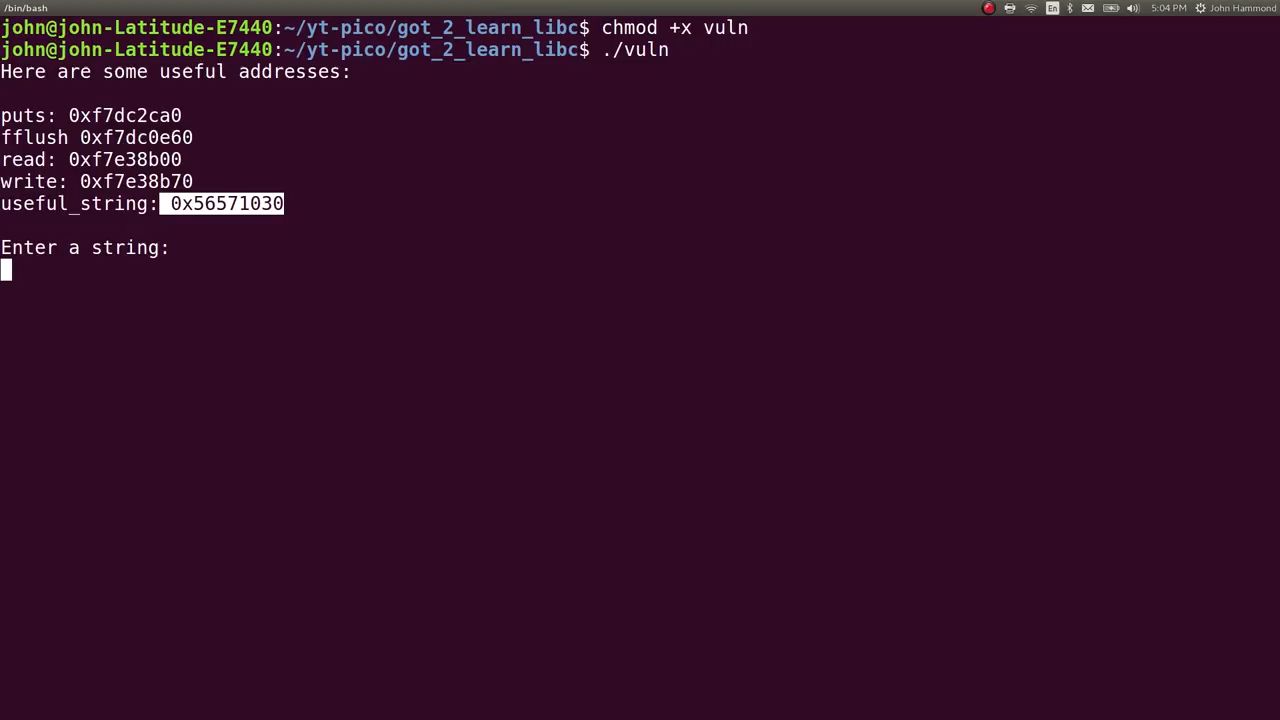 /bin/bash
En
5:04 PM
John Hammond
john@john-Latitude-E7440:~/yt-pico/got_2_learn_libc$ chmod +x vuln
john@john-Latitude-E7440:~/yt-pico/got_2_learn_libc$ ./vuln
Here are some useful addresses:
puts: 0xf7dc2ca0
fflush 0xf7dc0e60
read: 0xf7e38b00
write: 0xf7e38b70
useful_string: 0x56571030
Enter a string: